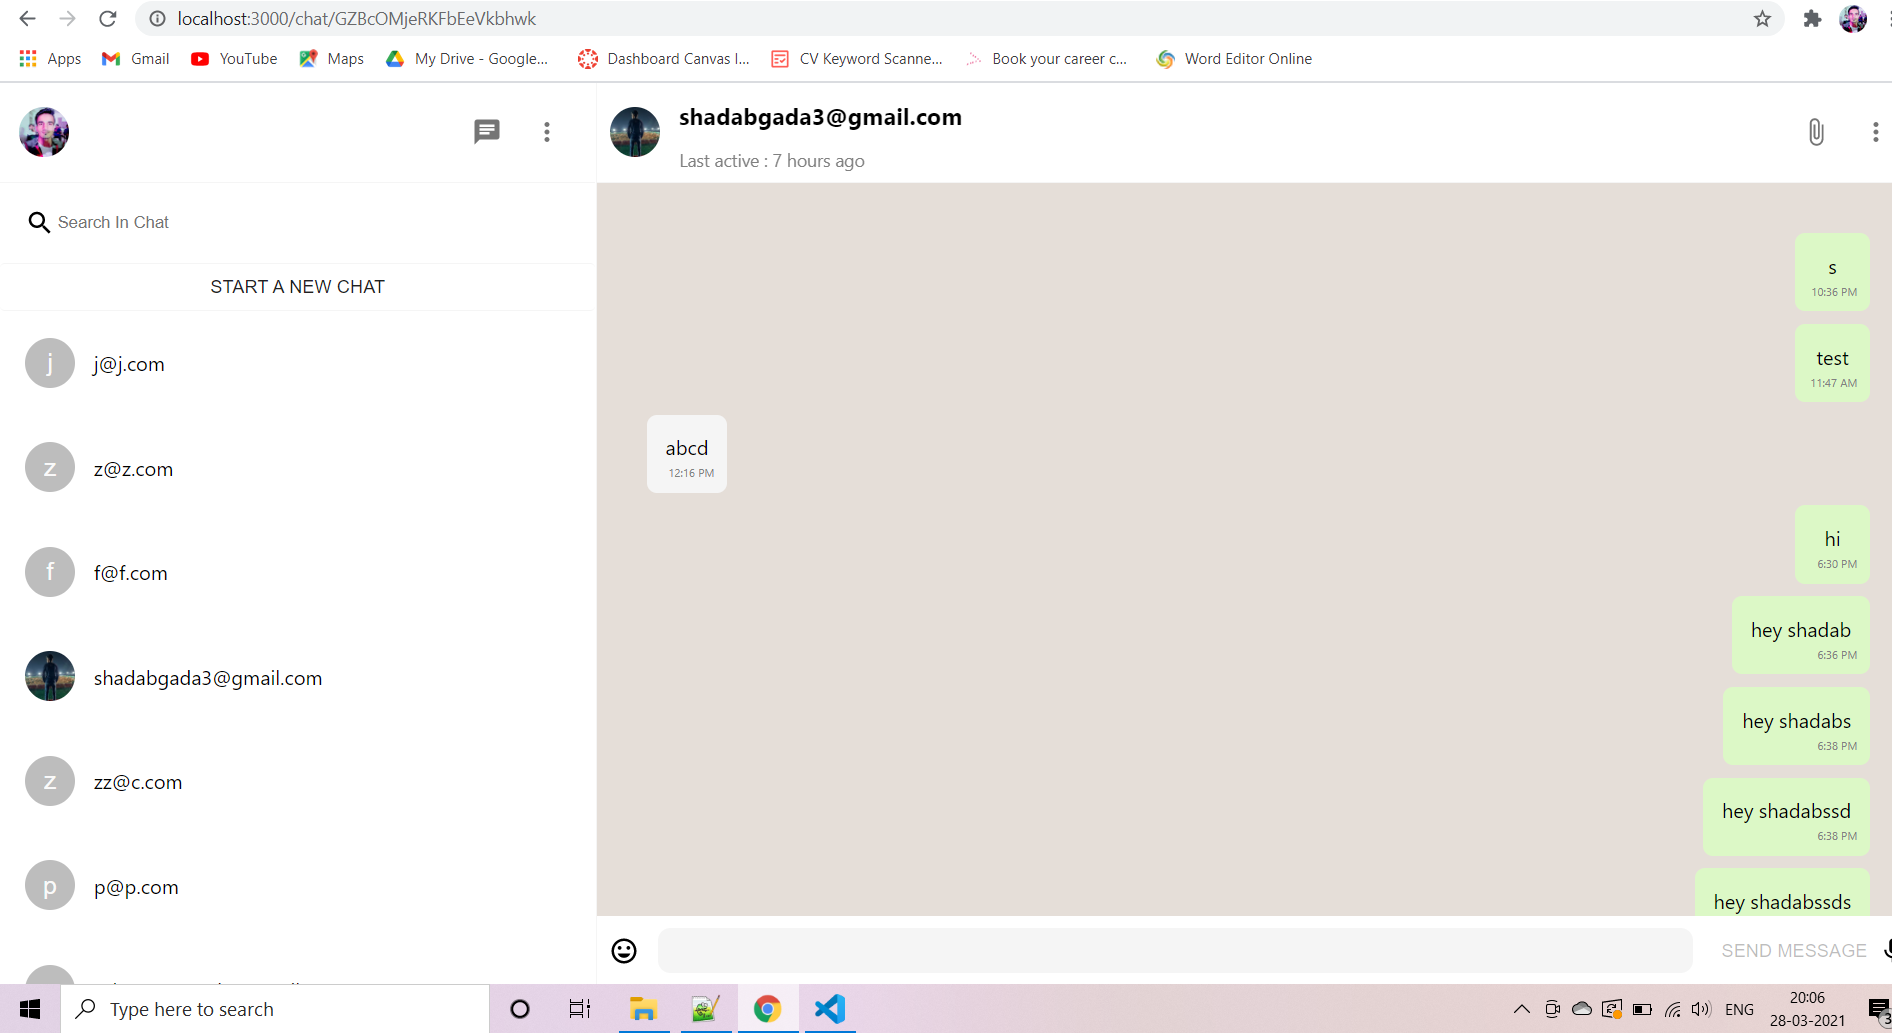 localhost:3000/chat/GZBcOMjeRKFbEeVkbhwk
Apps Gmail YouTube Maps My Drive - Google... Dashboard Canvas I... CV Keyword Scanne... Book your career c... Word Editor Online
shadabgada3@gmail.com
Last active : 7 hours ago
Search In Chat
START A NEW CHAT
j j@j.com
z z@z.com
f f@f.com
shadabgada3@gmail.com
z zz@c.com
p p@p.com
s
10:36 PM
test
11:47 AM
abcd
12:16 PM
hi
6:30 PM
hey shadab
6:36 PM
hey shadabs
6:38 PM
hey shadabssd
6:38 PM
hey shadabssds
SEND MESSAGE
Type here to search
ENG
20:06
28-03-2021
3